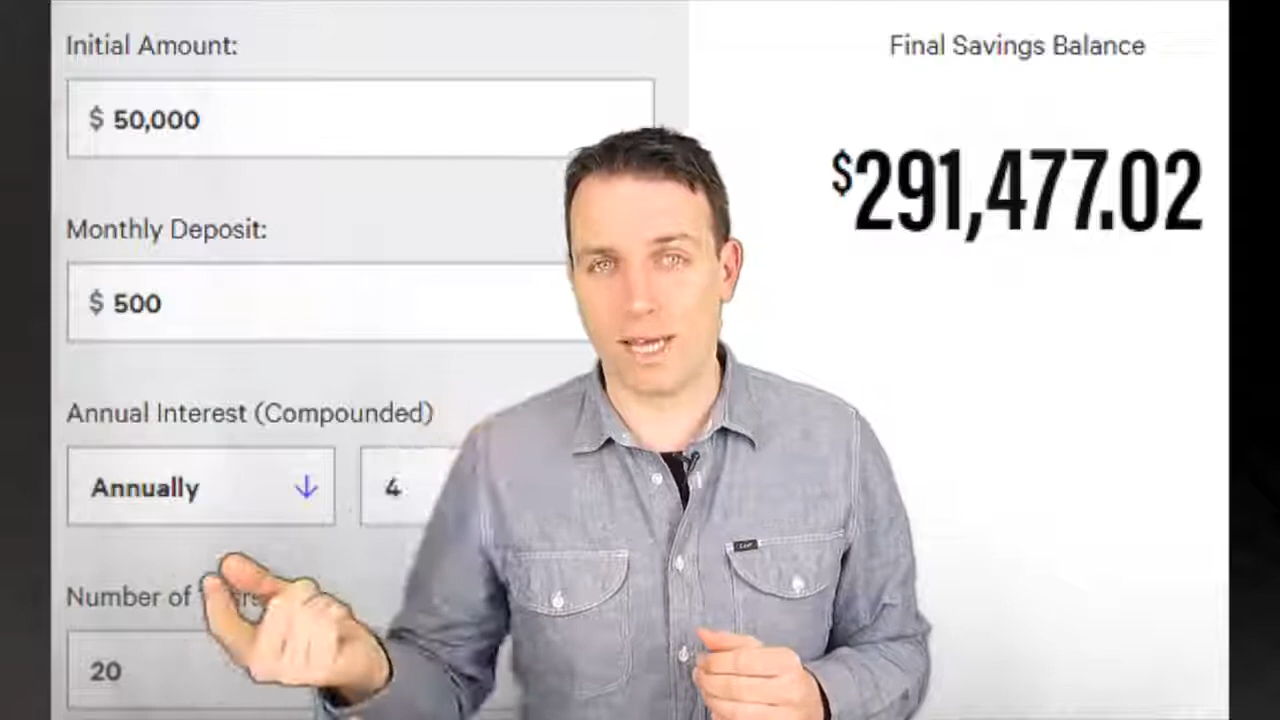 Initial Amount:
$ 50,000
Monthly Deposit:
$ 500
Annual Interest (Compounded)
Annually
4
Number of
20
Final Savings Balance
$291,477.02